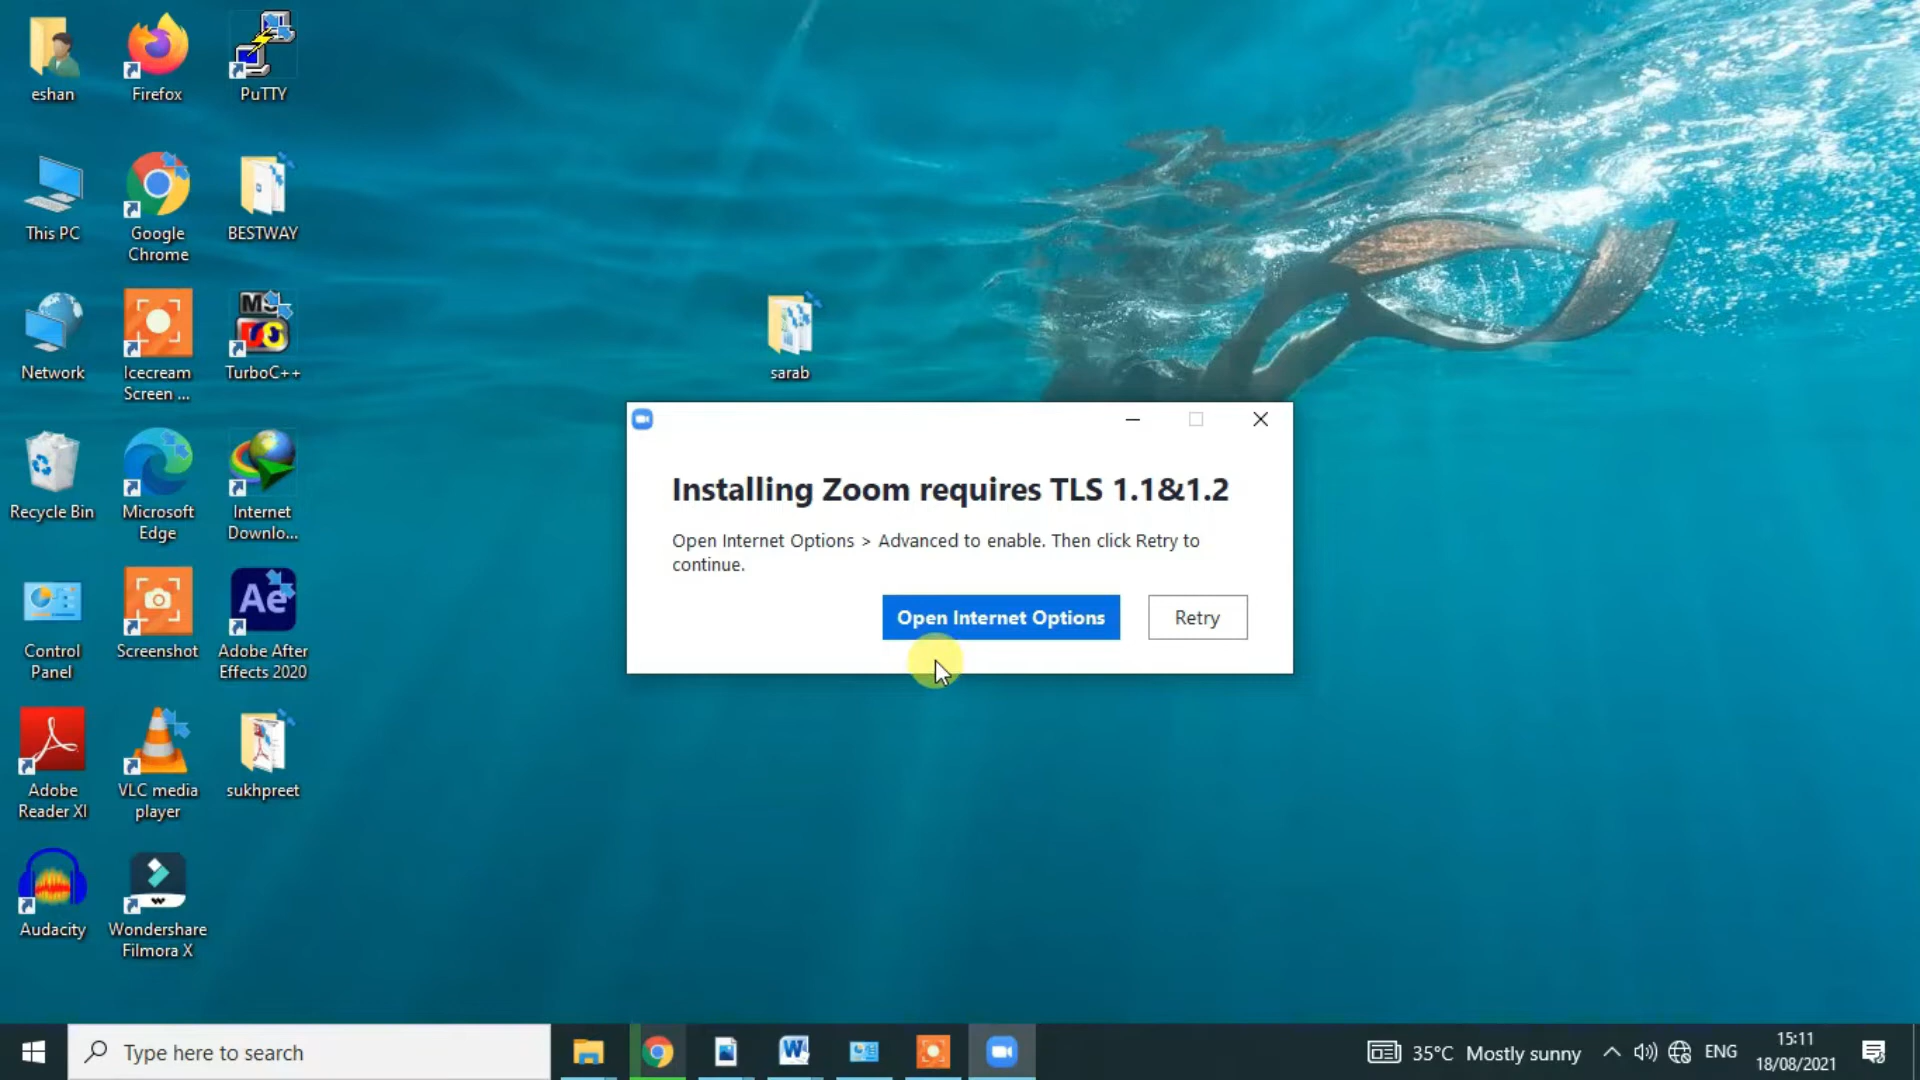 eshan
Firefox
PuTTY
This PC
Google
Chrome
BESTWAY
Network
Icecream
Screen ...
MS
TurboC++
sarab
Recycle Bin
Microsoft
Edge
Internet
Downlo...
Control
Panel
Screenshot
Ae
Adobe After
Effects 2020
Adobe
Reader XI
VLC media
player
sukhpreet
Audacity
Wondershare
Filmora X
Installing Zoom requires TLS 1.1&1.2
Open Internet Options > Advanced to enable. Then click Retry to
continue.
Open Internet Options
Retry
Type here to search
W
35°C Mostly sunny
ENG
15:11
18/08/2021